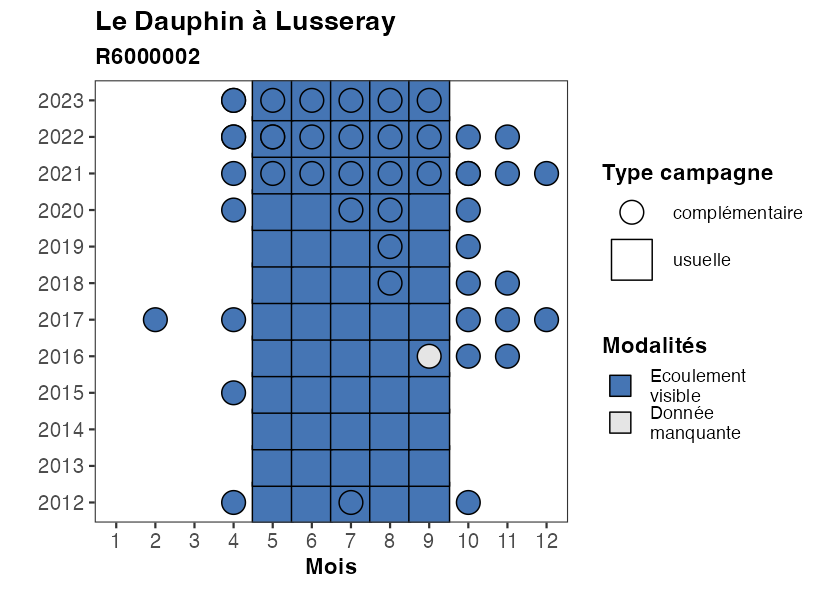 Le Dauphin à Lusseray
R6000002
2023
2022
2021
2020
2019
2018
2017
2016
2015
2014
2013
2012
1 2 3 4 5 6 7 8 9 10 11 12
Mois
Type campagne
complémentaire
usuelle
Modalités
Ecoulement
visible
Donnée
manquante